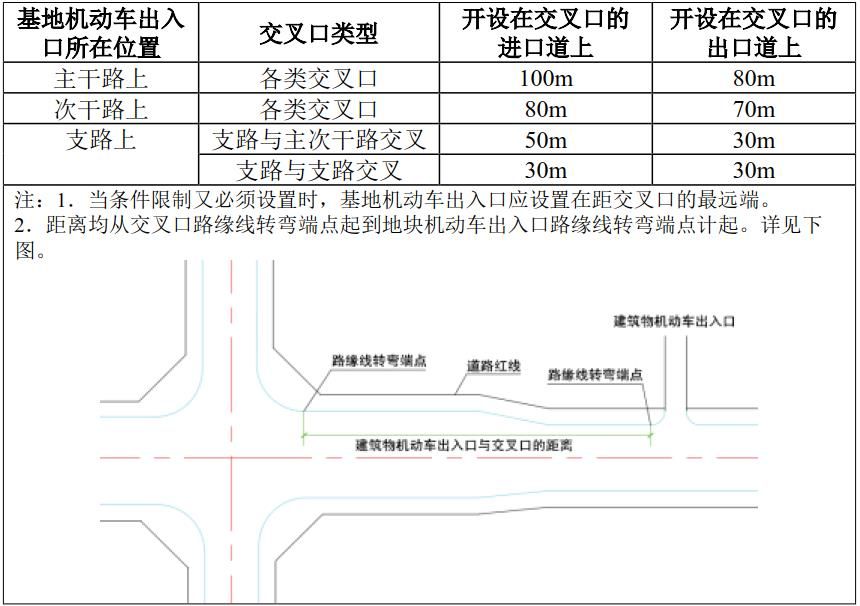 基地机动车出入
口所在位置
交叉口类型
开设在交叉口的
进口道上
开设在交叉口的
出口道上
主干路上
各类交叉口
100m
80m
次干路上
各类交叉口
80m
70m
支路上
支路与主次干路交叉
50m
30m
支路与支路交叉
30m
30m
注：1．当条件限制又必须设置时，基地机动车出入口应设置在距交叉口的最远端。
2．距离均从交叉口路缘线转弯端点起到地块机动车出入口路缘线转弯端点计起。详见下
图。
建筑物机动车出入口
路缘线转弯端点
道路红线
路缘线转弯端点
建筑物机动车出入口与交叉口的距离